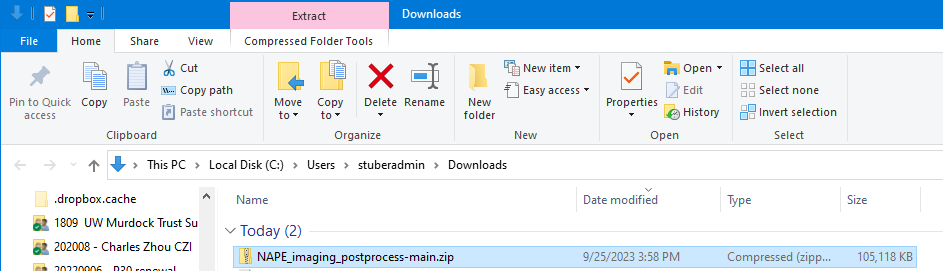 Extract
Downloads
File
Home
Share
View
Compressed Folder Tools
Pin to Quick access
Copy
Paste
Cut
Copy path
Paste shortcut
Clipboard
Move to
Copy to
Delete
Rename
Organize
New folder
New item
Easy access
New
Properties
Open
Edit
History
Open
Select all
Select none
Invert selection
Select
This PC > Local Disk (C:) > Users > stuberadmin > Downloads
Name
Date modified
Type
Size
.dropbox.cache
1809 UW Murdock Trust Su
202008 - Charles Zhou CZI
20220906 - P30 renewal
Today (2)
NAPE_imaging_postprocess-main.zip
9/25/2023 3:58 PM
Compressed (zipp...
105,118 KB